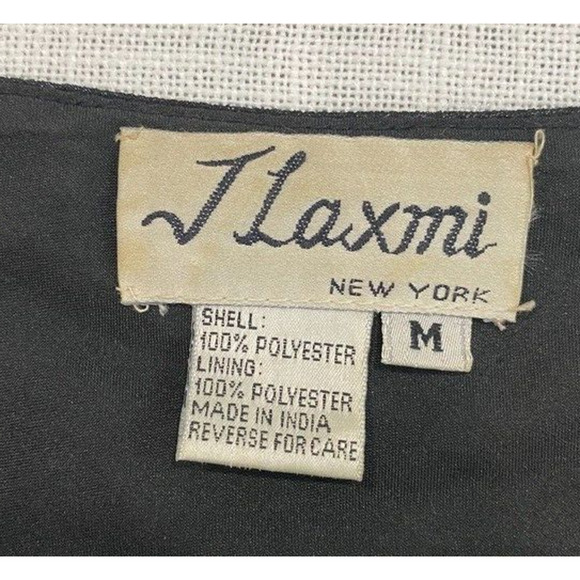 J Laxmi
NEW YORK
SHELL:
100% POLYESTER
LINING:
100% POLYESTER
MADE IN INDIA
REVERSE FOR CARE
M